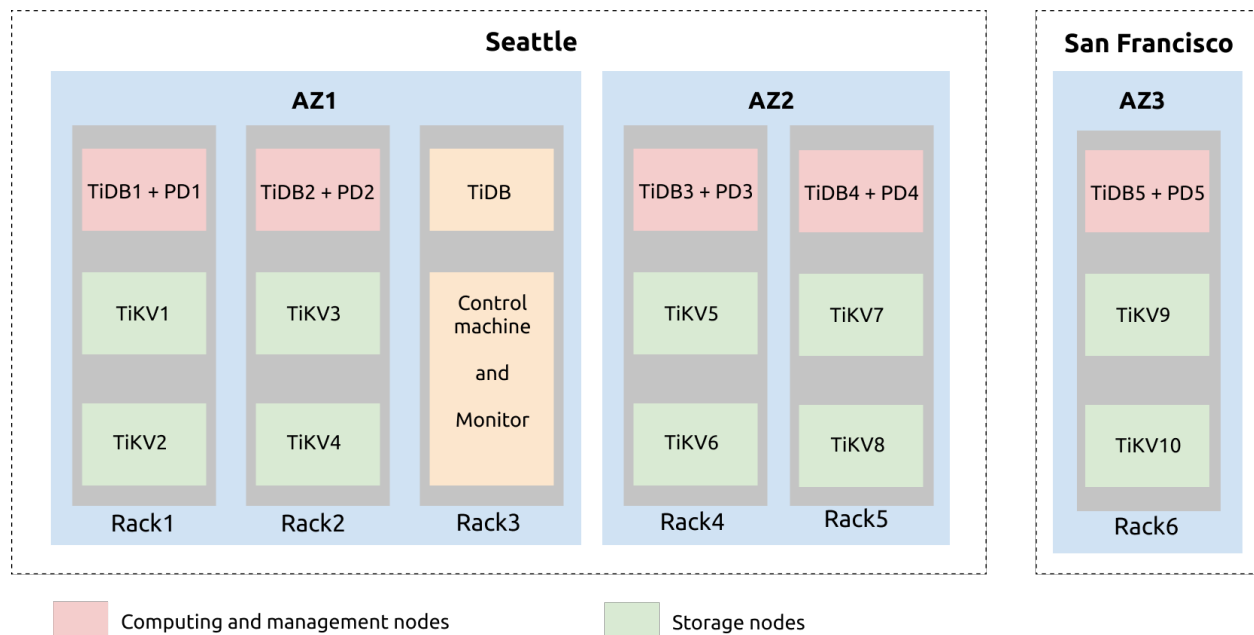 Seattle
San Francisco
AZ1
AZ2
AZ3
TiDB1 + PD1
TiDB2 + PD2
TiDB
TiDB3 + PD3
TiDB4 + PD4
TiDB5 + PD5
TiKV1
TiKV3
Control
machine
and
Monitor
TiKV5
TiKV7
TiKV9
TiKV2
TiKV4
TiKV6
TiKV8
TiKV10
Rack1
Rack2
Rack3
Rack4
Rack5
Rack6
Computing and management nodes
Storage nodes